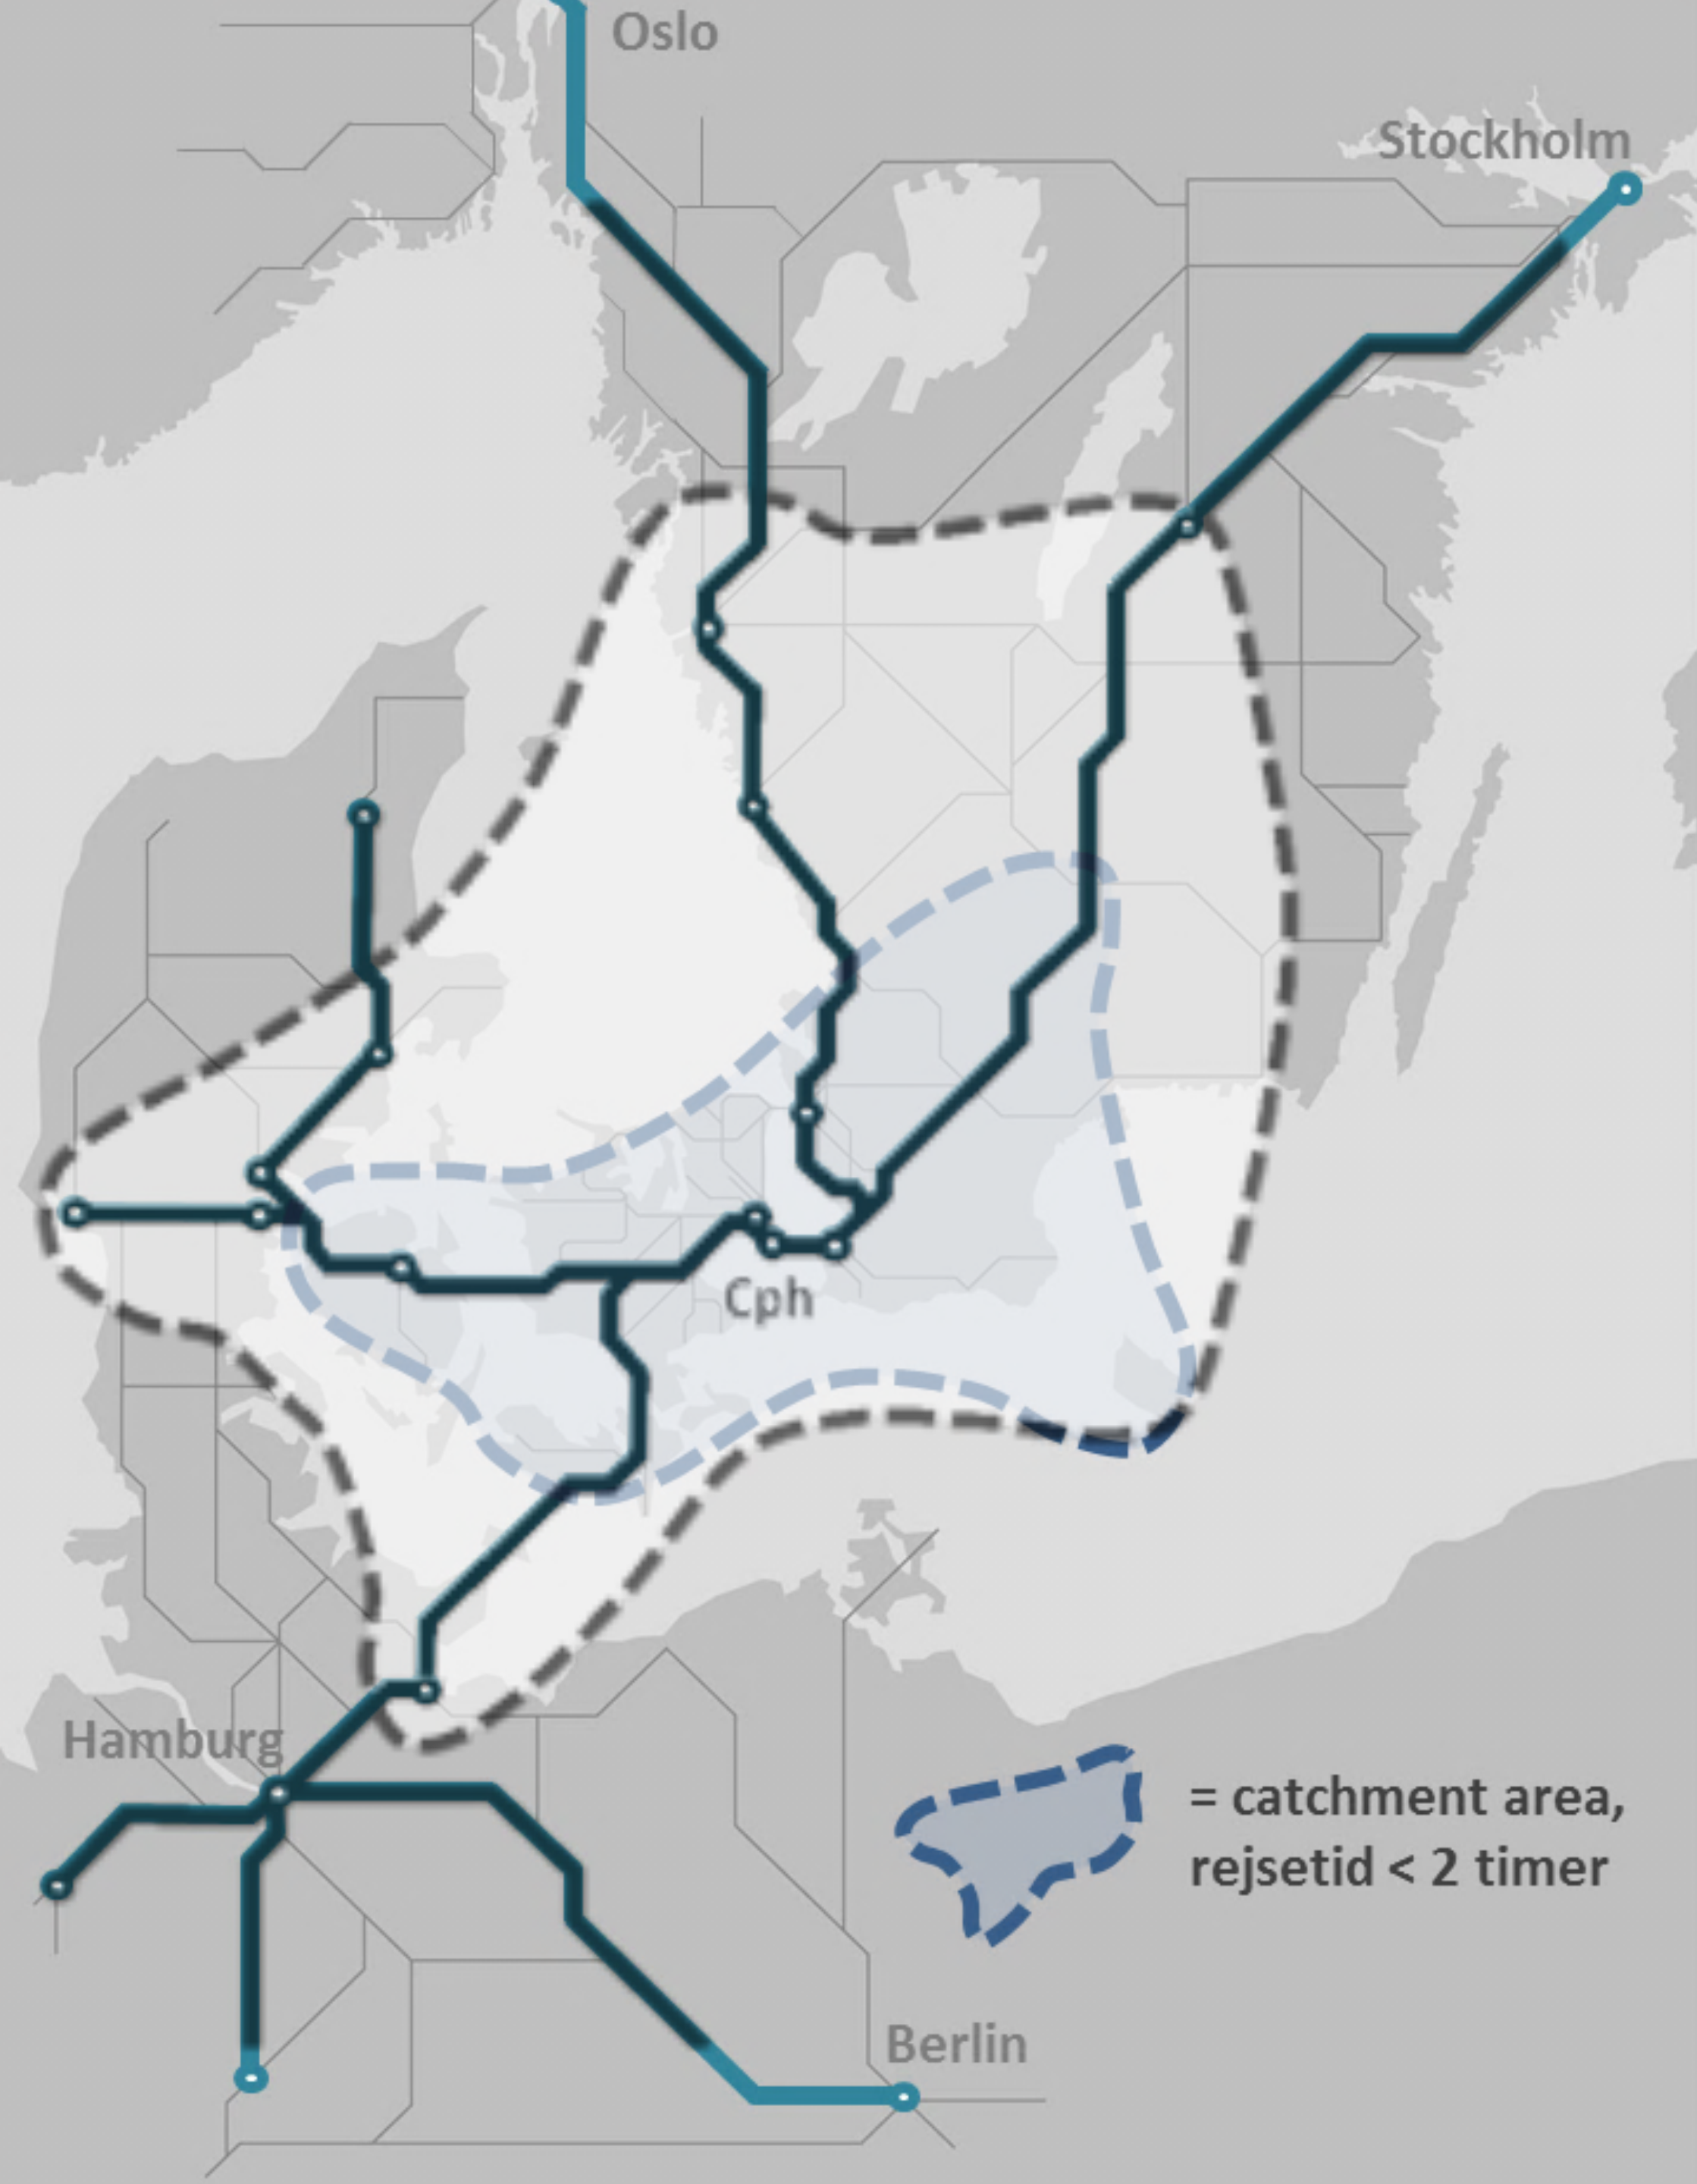 Oslo
Stockholm
Cph
Hamburg
= catchment area,
rejsetid < 2 timer
Berlin